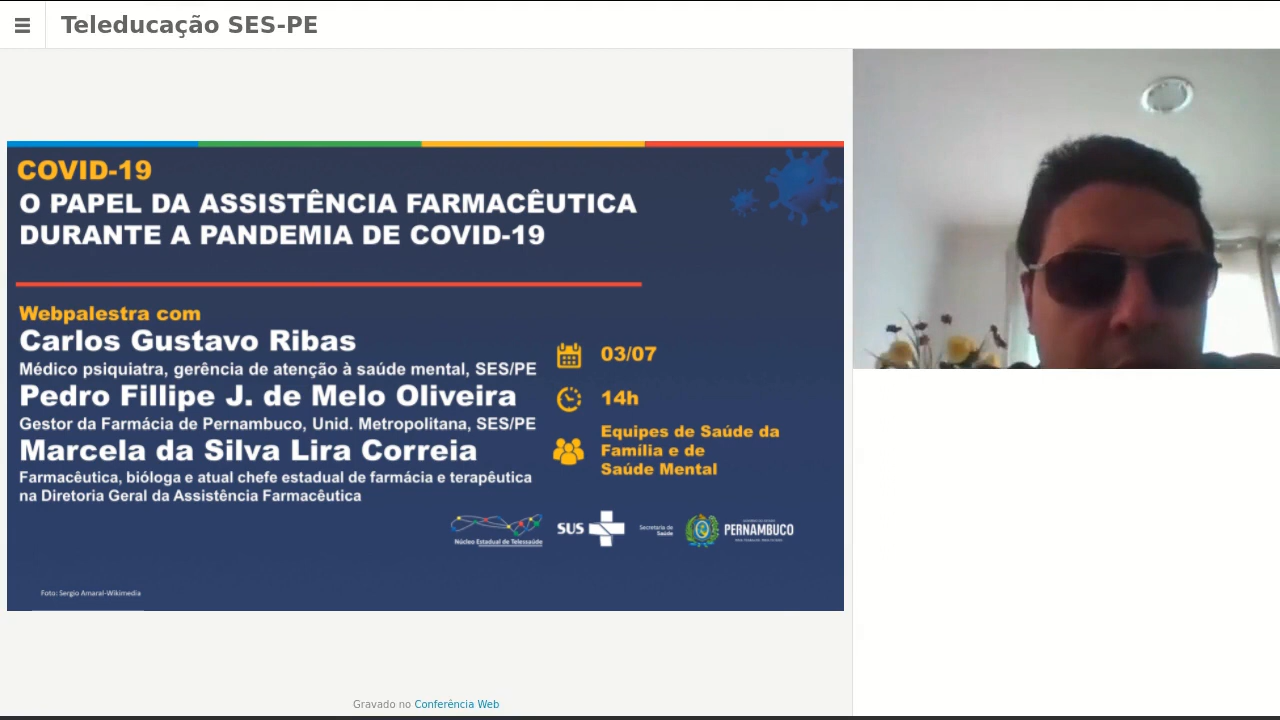 Teleducação SES-PE
COVID-19
O PAPEL DA ASSISTÊNCIA FARMACÊUTICA
DURANTE A PANDEMIA DE COVID-19
Webpalestra com
Carlos Gustavo Ribas
Médico psiquiatra, gerência de atenção à saúde mental, SES/PE
Pedro Fillipe J. de Melo Oliveira
Gestor da Farmácia de Pernambuco, Unid. Metropolitana, SES/PE
Marcela da Silva Lira Correia
Farmacêutica, bióloga e atual chefe estadual de farmácia e terapêutica
na Diretoria Geral da Assistência Farmacêutica
03/07
14h
Equipes de Saúde da
Família e de
Saúde Mental
Núcleo Estadual de Telessaúde
SUS
Secretaria de
Saúde
PERNAMBUCO
Foto: Sergio Amaral-Wikimedia
Gravado no Conferência Web